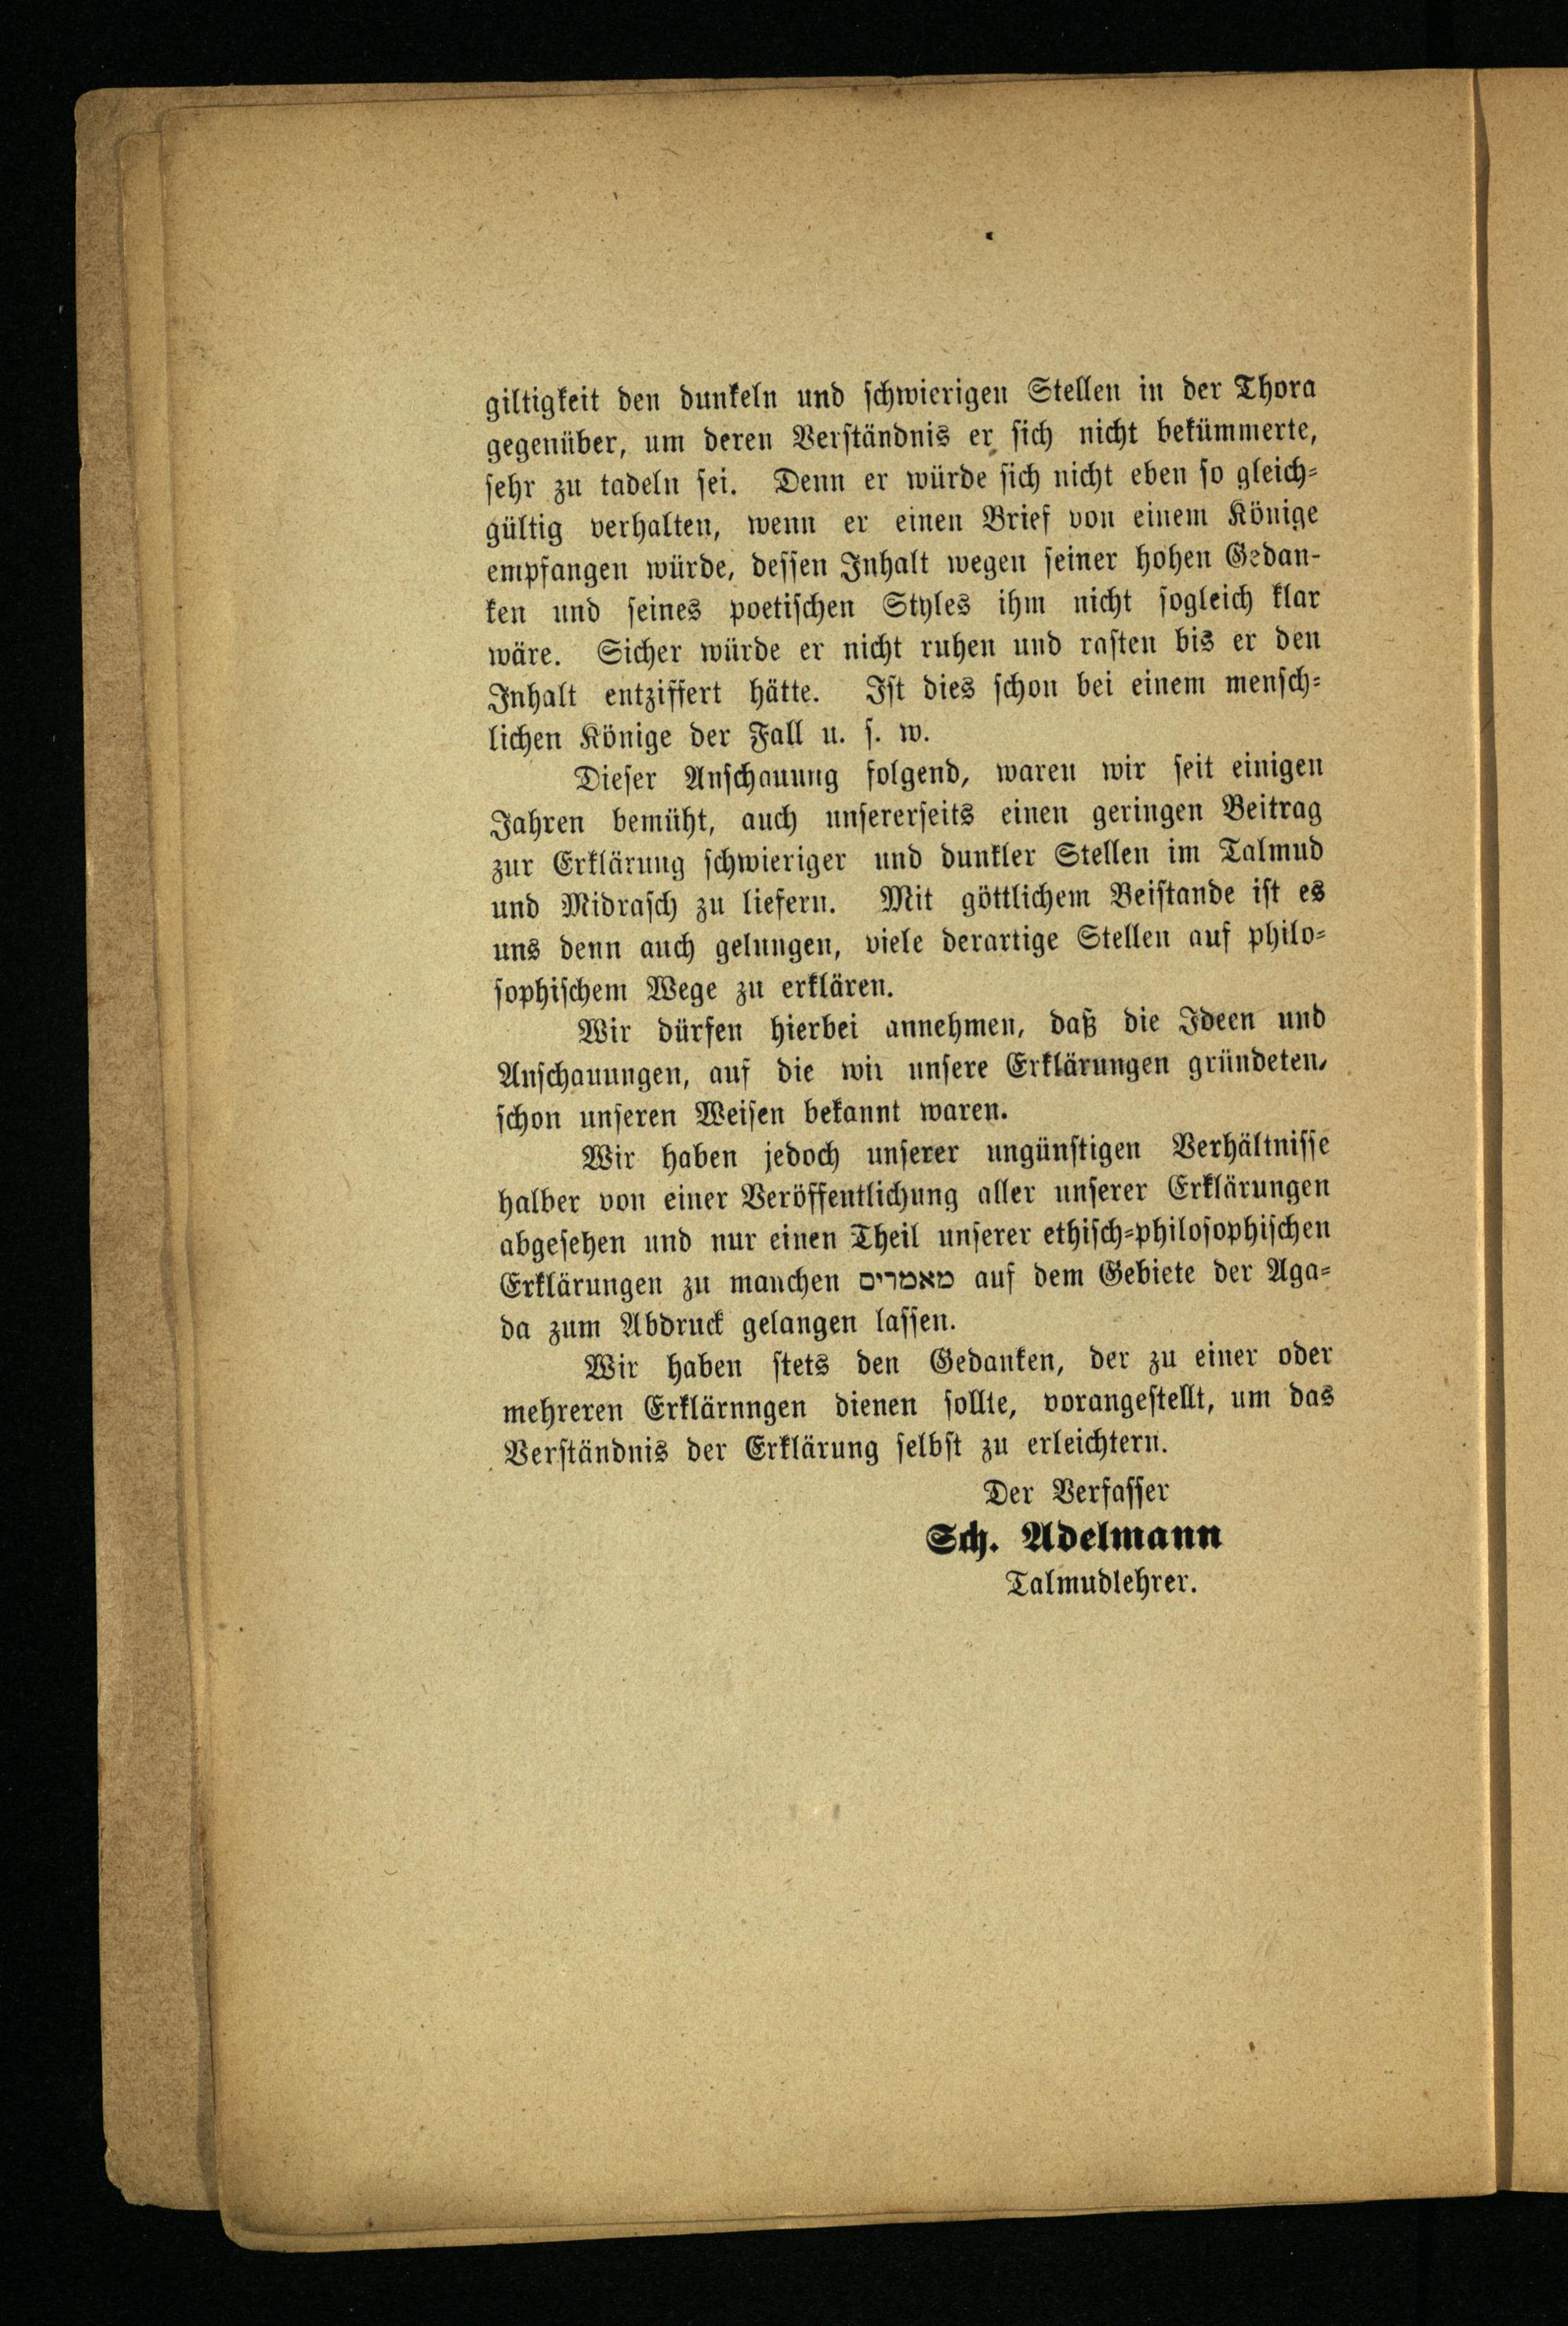 giltigkeit den dunkeln und schwierigen Stellen in der Thora
gegenüber, um deren Verständnis er sich nicht bekümmerte,
sehr zu tadeln sei. Denn er würde sich nicht eben so gleich-
gültig verhalten, wenn er einen Brief von einem Könige
empfangen würde, dessen Inhalt wegen seiner hohen Gedan-
ken und seines poetischen Styles ihm nicht sogleich klar
wäre. Sicher würde er nicht ruhen und rasten bis er den
Inhalt entziffert hätte. Ist dies schon bei einem mensch-
lichen Könige der Fall u. s. w.
Dieser Anschauung folgend, waren wir seit einigen
Jahren bemüht, auch unsererseits einen geringen Beitrag
zur Erklärung schwieriger und dunkler Stellen im Talmud
und Midrasch zu liefern. Mit göttlichem Beistande ist es
uns denn auch gelungen, viele derartige Stellen auf philo-
sophischem Wege zu erklären.
Wir dürfen hierbei annehmen, daß die Ideen und
Anschauungen, auf die wir unsere Erklärungen gründeten,
schon unseren Weisen bekannt waren.
Wir haben jedoch unserer ungünstigen Verhältnisse
halber von einer Veröffentlichung aller unserer Erklärungen
abgesehen und nur einen Theil unserer ethisch-philosophischen
Erklärungen zu manchen מאמרים auf dem Gebiete der Aga-
da zum Abdruck gelangen lassen.
Wir haben stets den Gedanken, der zu einer oder
mehreren Erklärnngen dienen sollte, vorangestellt, um das
Verständnis der Erklärung selbst zu erleichtern.
Der Verfasser
Sch. Adelmann
Talmudlehrer.